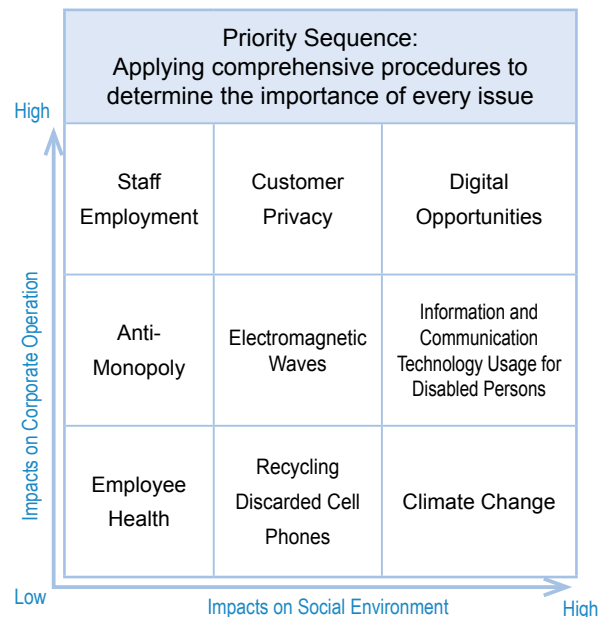 Priority Sequence:
Applying comprehensive procedures to
determine the importance of every issue
High
Staff
Employment
Customer
Privacy
Digital
Opportunities
Anti-
Monopoly
Electromagnetic
Waves
Information and
Communication
Technology Usage for
Disabled Persons
Employee
Health
Recycling
Discarded Cell
Phones
Climate Change
Impacts on Corporate Operation
Low
Impacts on Social Environment
High